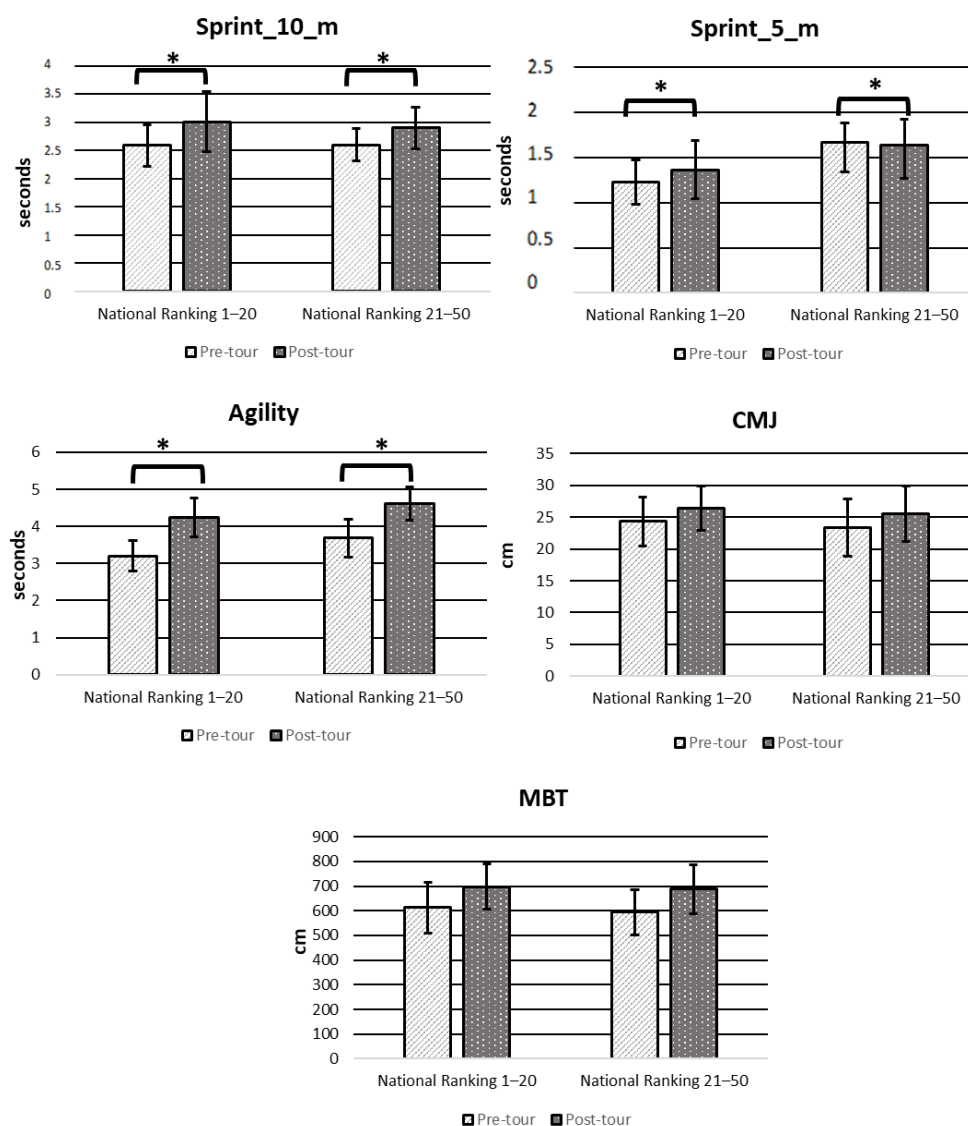 Sprint_10_m
4
3.5
3
2.5
2
1.5
1
0.5
0
seconds
*
*
National Ranking 1–20
National Ranking 21–50
Pre-tour
Post-tour
Sprint_5_m
2.5
2
1.5
1
0.5
0
seconds
*
*
National Ranking 1–20
National Ranking 21–50
Pre-tour
Post-tour
Agility
6
5
4
3
2
1
0
seconds
*
*
National Ranking 1–20
National Ranking 21–50
Pre-tour
Post-tour
CMJ
35
30
25
20
15
10
5
0
cm
National Ranking 1–20
National Ranking 21–50
Pre-tour
Post-tour
MBT
900
800
700
600
500
400
300
200
100
0
cm
National Ranking 1–20
National Ranking 21–50
Pre-tour
Post-tour